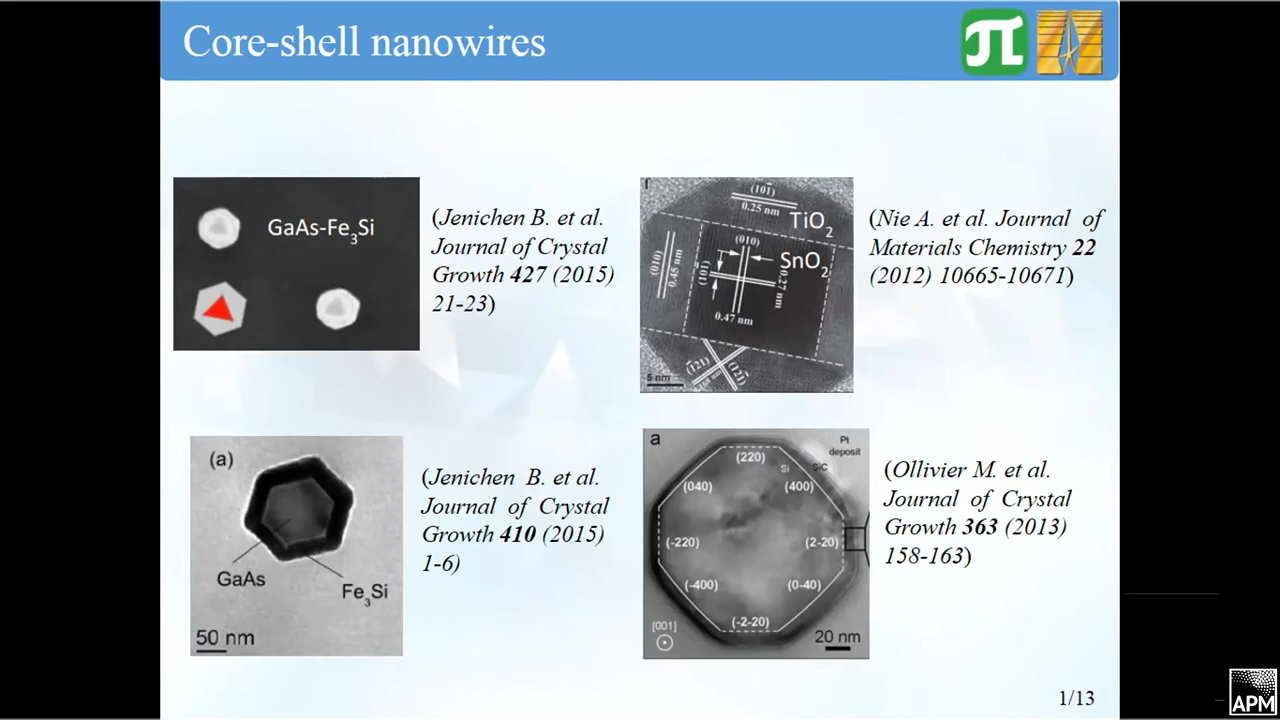 Core-shell nanowires
GaAs-Fe₃Si
(Jenichen B. et al.
Journal of Crystal
Growth 427 (2015)
21-23)
f
(101̄)
0.25 nm
TiO₂
(010)
SnO₂
(010)
0.45 nm
(101)
0.27 nm
0.47 nm
(1̄21)
5 nm
(Nie A. et al. Journal of
Materials Chemistry 22
(2012) 10665-10671)
(a)
GaAs
Fe₃Si
50 nm
(Jenichen B. et al.
Journal of Crystal
Growth 410 (2015)
1-6)
a
Pt
deposit
(220)
Si
SiC
(040)
(400)
(-220)
(2-20)
(-400)
(0-40)
(-2-20)
[001]
20 nm
(Ollivier M. et al.
Journal of Crystal
Growth 363 (2013)
158-163)
1/13
APM